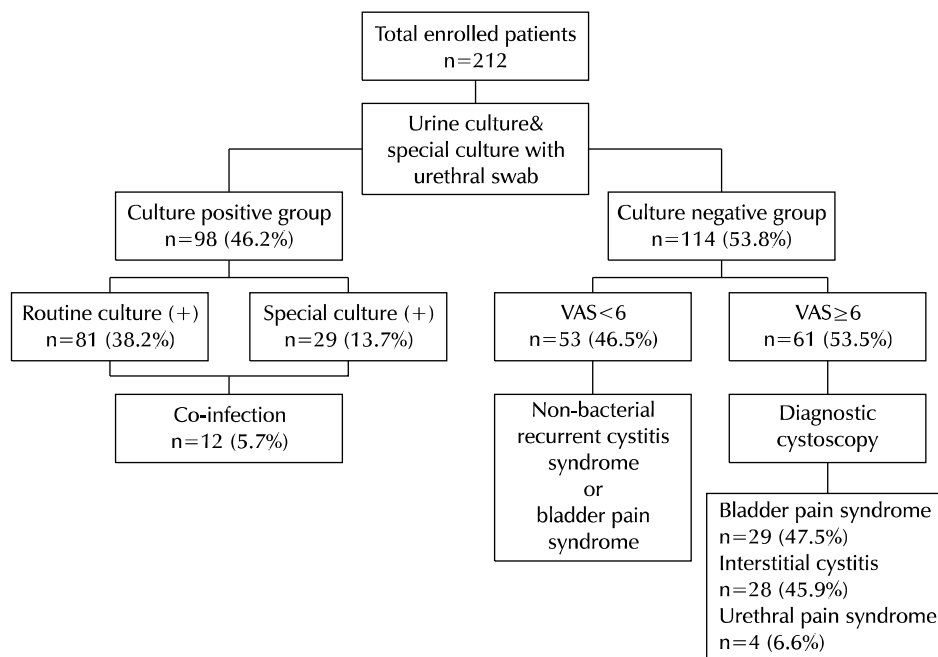 Total enrolled patients
n=212
Urine culture&
special culture with
urethral swab
Culture positive group
n=98 (46.2%)
Culture negative group
n=114 (53.8%)
Routine culture (+)
n=81 (38.2%)
Special culture (+)
n=29 (13.7%)
VAS<6
n=53 (46.5%)
VAS≥6
n=61 (53.5%)
Co-infection
n=12 (5.7%)
Non-bacterial
recurrent cystitis
syndrome
or
bladder pain
syndrome
Diagnostic
cystoscopy
Bladder pain syndrome
n=29 (47.5%)
Interstitial cystitis
n=28 (45.9%)
Urethral pain syndrome
n=4 (6.6%)